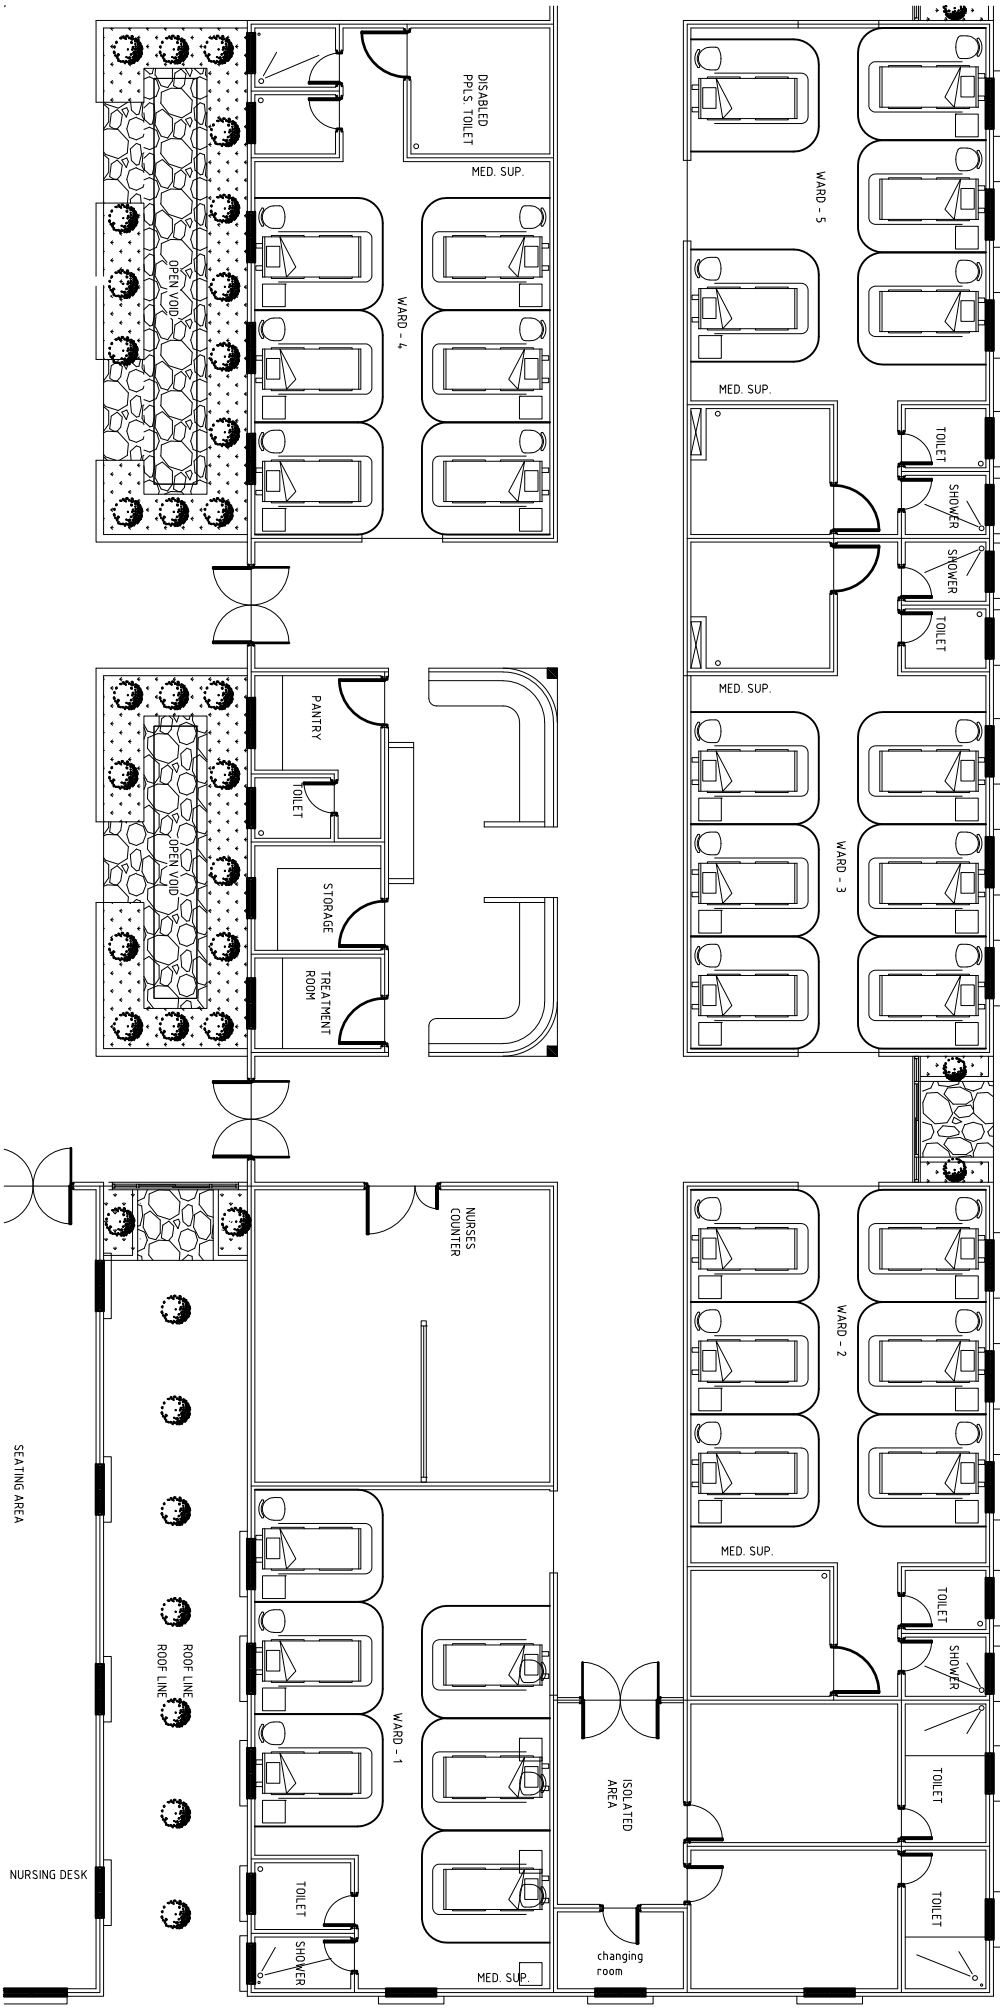 DISABLED
PPLS. TOILET
MED. SUP.
WARD - 5
OPEN VOID
WARD - 4
MED. SUP.
TOILET
SHOWER
SHOWER
TOILET
MED. SUP.
PANTRY
TOILET
OPEN VOID
WARD - 3
STORAGE
TREATMENT
ROOM
NURSES
COUNTER
WARD - 2
SEATING AREA
MED. SUP.
TOILET
SHOWER
ROOF LINE
ROOF LINE
WARD - 1
ISOLATED
AREA
TOILET
NURSING DESK
TOILET
TOILET
SHOWER
changing
room
MED. SUP.